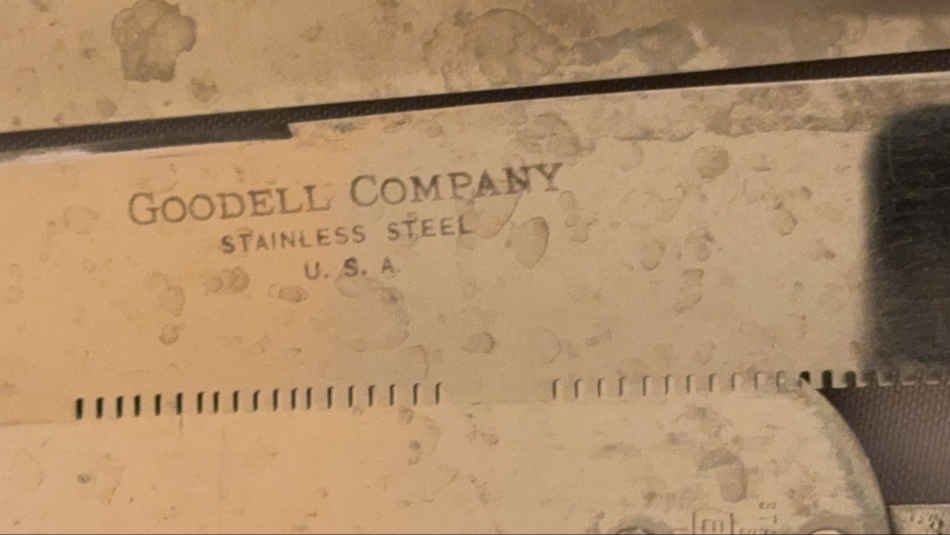 GOODELL COMPANY
STAINLESS STEEL
U. S. A.